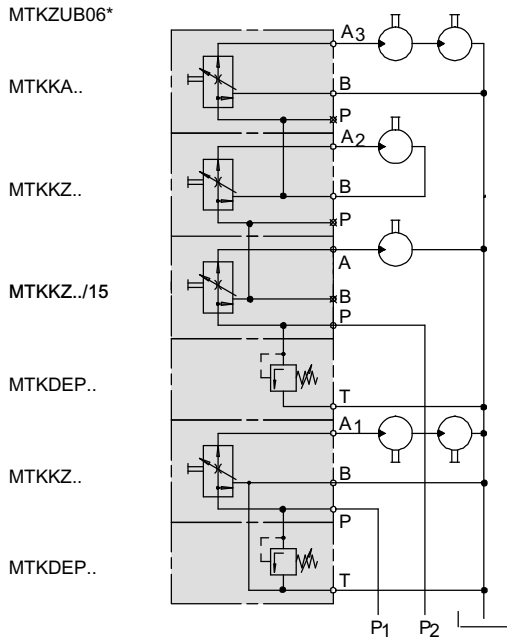 MTKZUB06*
A3
MTKKA..
B
P
A2
MTKKZ..
B
P
A
MTKKZ../15
B
P
MTKDEP..
T
A1
MTKKZ..
B
P
MTKDEP..
T
P1 P2